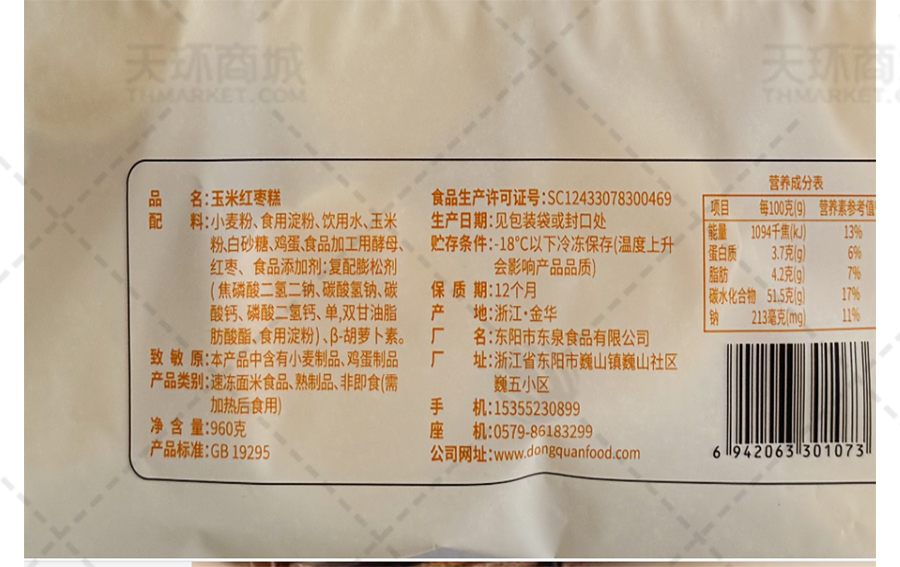 天环商城
THMARKET.COM
天环商
THMARKET.
品 名:玉米红枣糕
配 料:小麦粉、食用淀粉、饮用水、玉米
粉、白砂糖、鸡蛋、食品加工用酵母、
红枣、食品添加剂:复配膨松剂
(焦磷酸二氢二钠、碳酸氢钠、碳
酸钙、磷酸二氢钙、单,双甘油脂
肪酸酯、食用淀粉)、β-胡萝卜素。
致 敏 原:本产品中含有小麦制品、鸡蛋制品
产品类别:速冻面米食品、熟制品、非即食(需
加热后食用)
净 含 量:960克
产品标准:GB 19295
食品生产许可证号:SC12433078300469
生产日期:见包装袋或封口处
贮存条件:-18℃以下冷冻保存(温度上升
会影响产品品质)
保 质 期:12个月
产 地:浙江·金华
厂 名:东阳市东泉食品有限公司
厂 址:浙江省东阳市巍山镇巍山社区
巍五小区
手 机:15355230899
座 机:0579-86183299
公司网址:www.dongquanfood.com
营养成分表
项目 每100克(g) 营养素参考值
能量 1094千焦(kJ) 13%
蛋白质 3.7克(g) 6%
脂肪 4.2克(g) 7%
碳水化合物 51.5克(g) 17%
钠 213毫克(mg) 11%
6 942063 301073